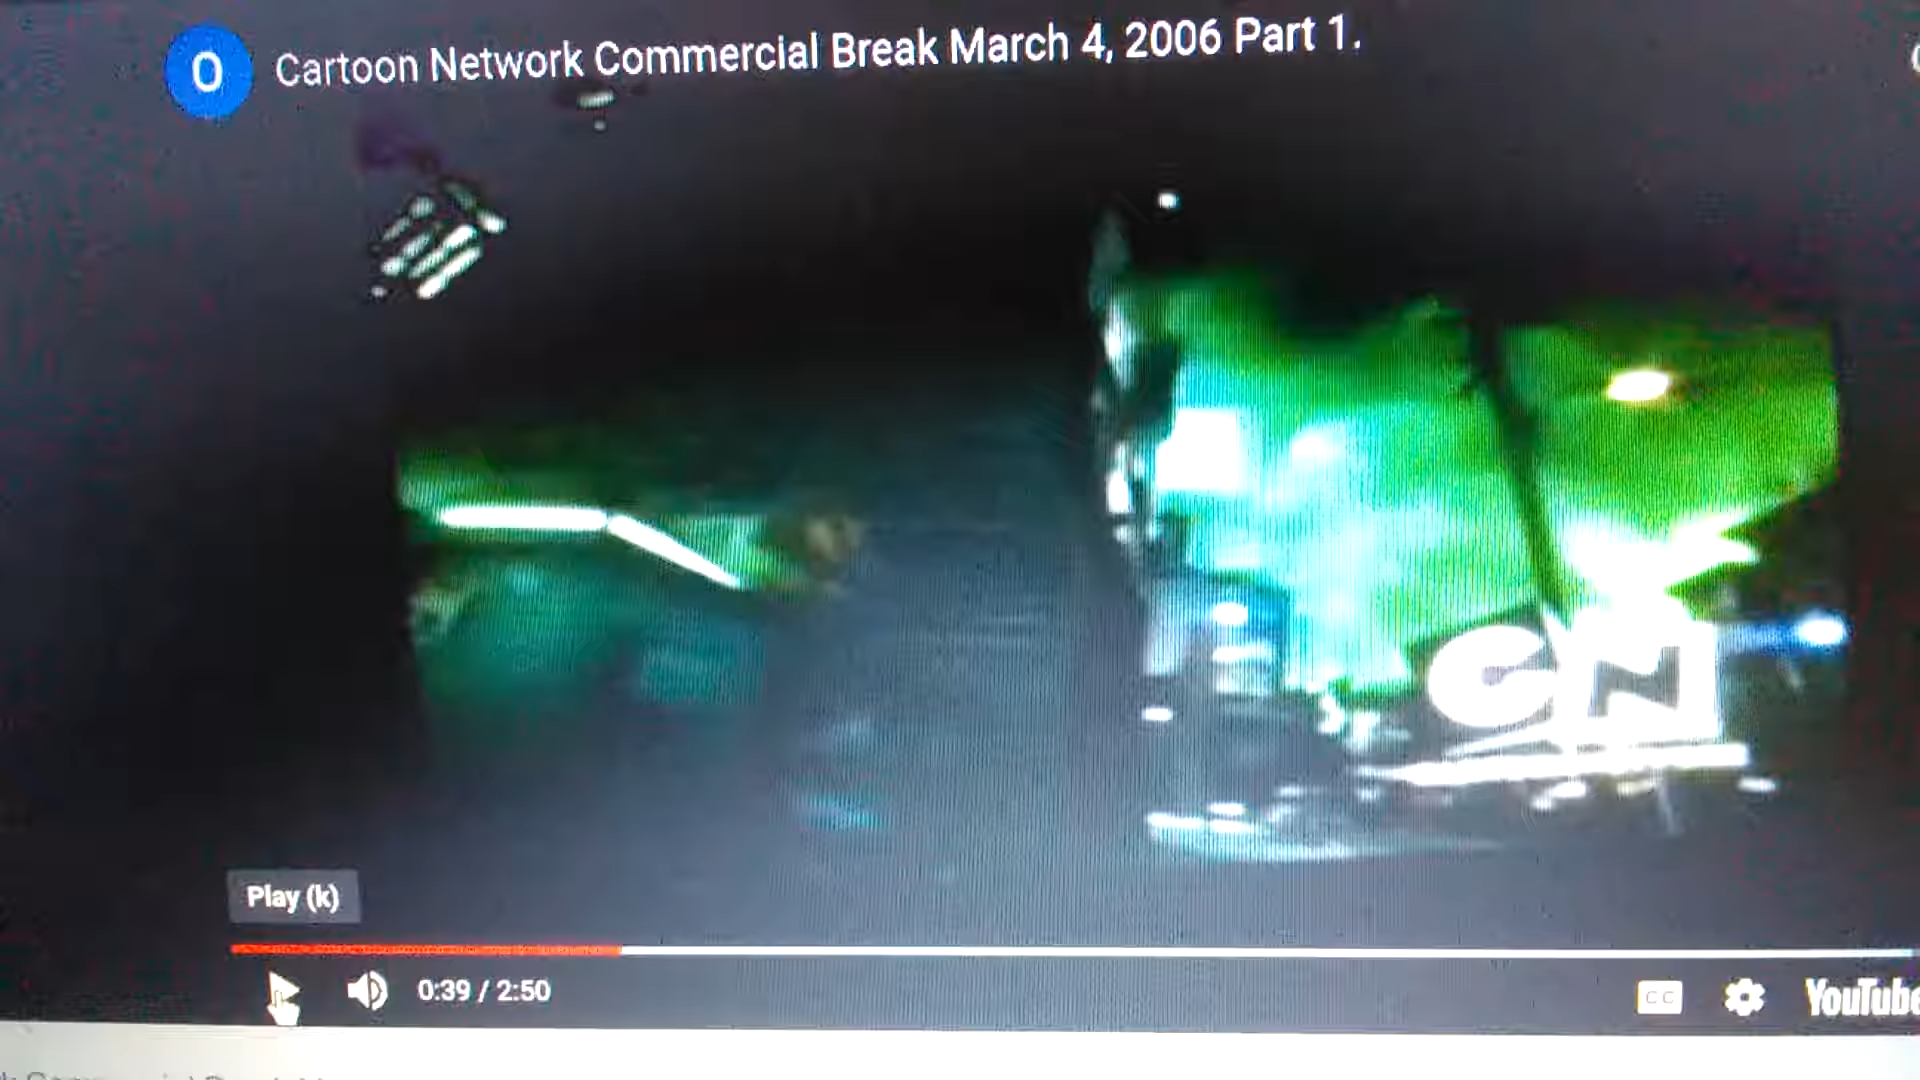 O
Cartoon Network Commercial Break March 4, 2006 Part 1.
CN
Play (k)
0:39 / 2:50
CC
YouTube